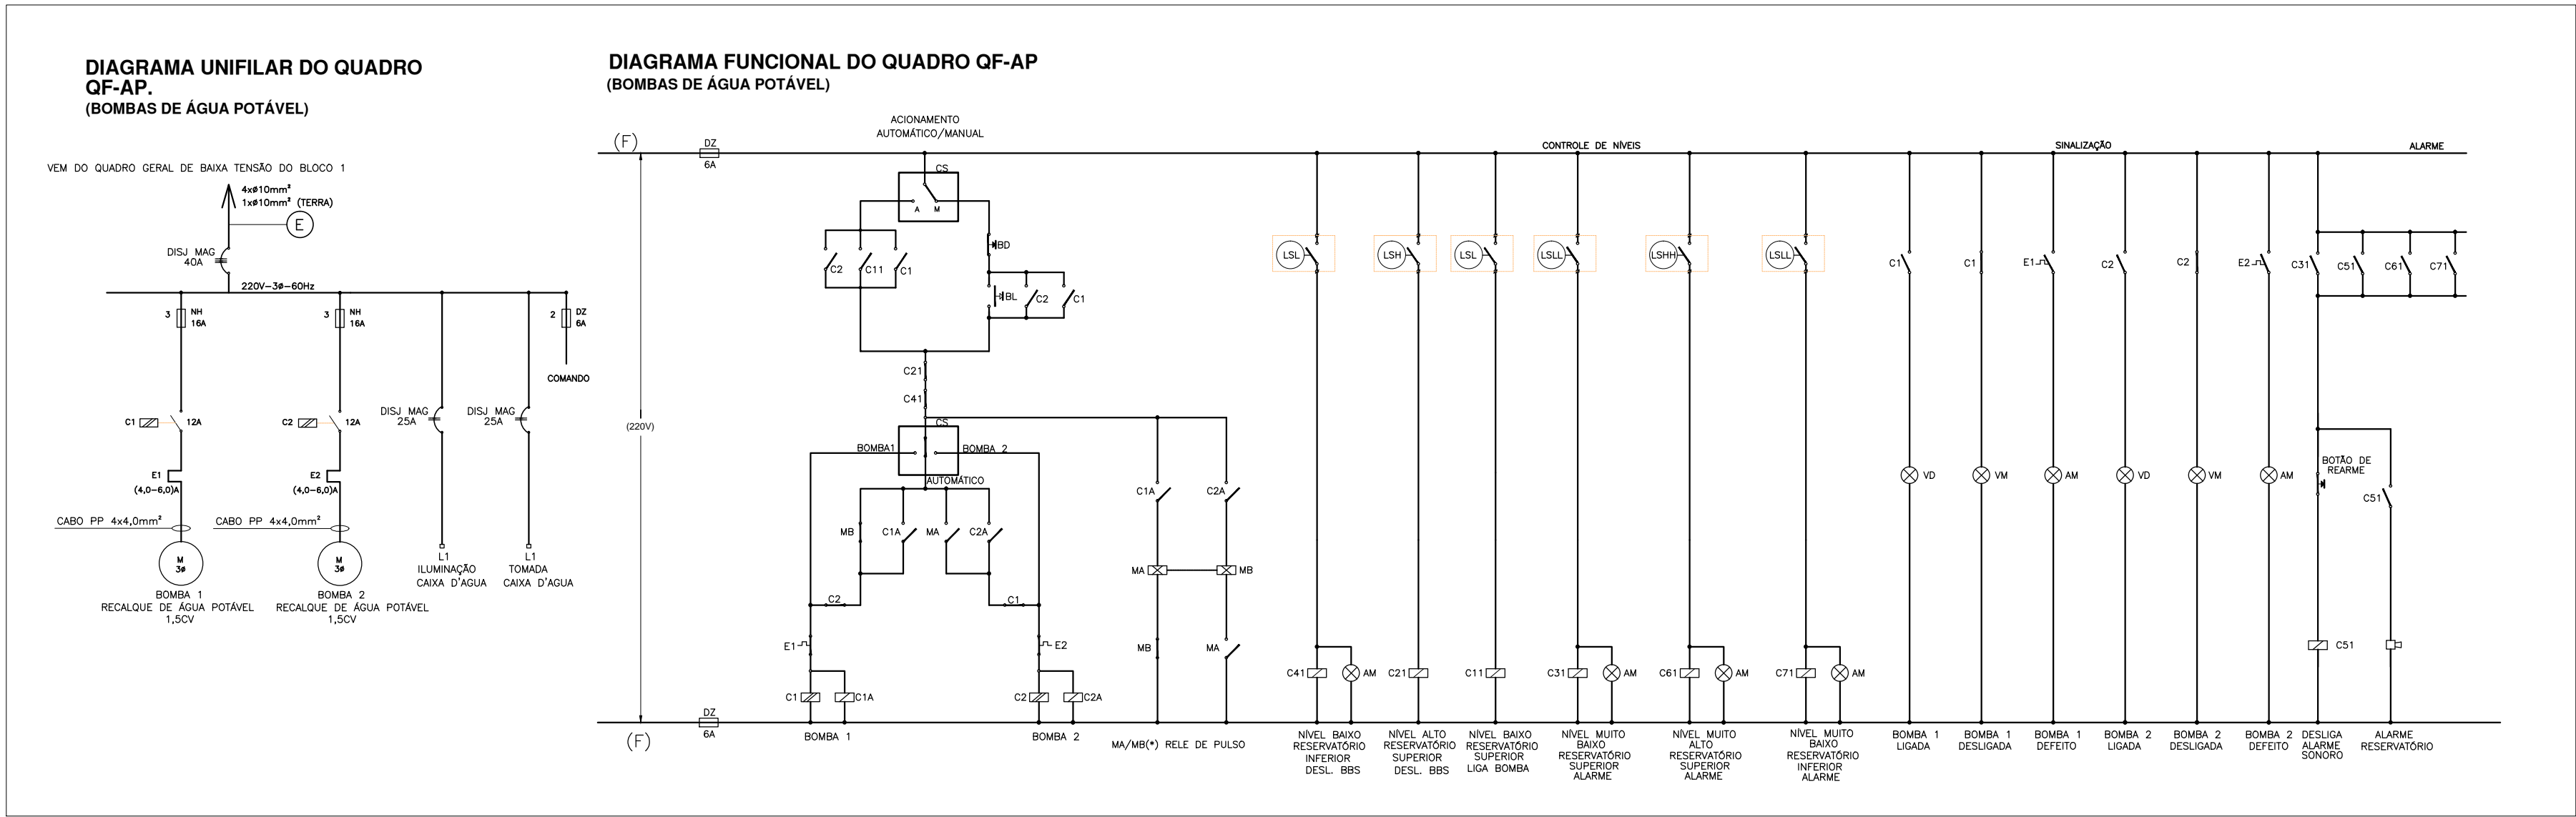 DIAGRAMA UNIFILAR DO QUADRO
QF-AP.
(BOMBAS DE ÁGUA POTÁVEL)
VEM DO QUADRO GERAL DE BAIXA TENSÃO DO BLOCO 1
4xø10mm²
1xø10mm² (TERRA)
E
DISJ MAG
40A
220V-3ø-60Hz
3 NH
16A
3 NH
16A
2 DZ
6A
COMANDO
C1 12A
C2 12A
DISJ MAG
25A
DISJ MAG
25A
E1
(4,0-6,0)A
E2
(4,0-6,0)A
CABO PP 4x4,0mm²
CABO PP 4x4,0mm²
M
3ø
M
3ø
BOMBA 1
RECALQUE DE ÁGUA POTÁVEL
1,5CV
BOMBA 2
RECALQUE DE ÁGUA POTÁVEL
1,5CV
L1
ILUMINAÇÃO
CAIXA D'AGUA
L1
TOMADA
CAIXA D'AGUA
DIAGRAMA FUNCIONAL DO QUADRO QF-AP
(BOMBAS DE ÁGUA POTÁVEL)
(F)
DZ
6A
(220V)
ACIONAMENTO
AUTOMÁTICO/MANUAL
CS
A M
C2 C11 C1
BD
BL C2 C1
C21
C41
CS
BOMBA1 BOMBA 2
AUTOMÁTICO
MB C1A MA C2A
C2 C1
E1 E2
C1 C1A C2 C2A
C1A C2A
MA MB
MB MA
(F)
DZ
6A
BOMBA 1
BOMBA 2
MA/MB(*) RELE DE PULSO
CONTROLE DE NÍVEIS
LSL
LSH
LSL
LSLL
LSHH
LSLL
C41 AM
C21
C11
C31 AM
C61 AM
C71 AM
NÍVEL BAIXO
RESERVATÓRIO
INFERIOR
DESL. BBS
NÍVEL ALTO
RESERVATÓRIO
SUPERIOR
DESL. BBS
NÍVEL BAIXO
RESERVATÓRIO
SUPERIOR
LIGA BOMBA
NÍVEL MUITO
BAIXO
RESERVATÓRIO
SUPERIOR
ALARME
NÍVEL MUITO
ALTO
RESERVATÓRIO
SUPERIOR
ALARME
NÍVEL MUITO
BAIXO
RESERVATÓRIO
INFERIOR
ALARME
SINALIZAÇÃO
C1
C1
E1
C2
C2
E2
VD
VM
AM
VD
VM
AM
BOMBA 1
LIGADA
BOMBA 1
DESLIGADA
BOMBA 1
DEFEITO
BOMBA 2
LIGADA
BOMBA 2
DESLIGADA
BOMBA 2
DEFEITO
ALARME
C31 C51 C61 C71
BOTÃO DE
REARME
C51
C51
DESLIGA
ALARME
SONORO
ALARME
RESERVATÓRIO